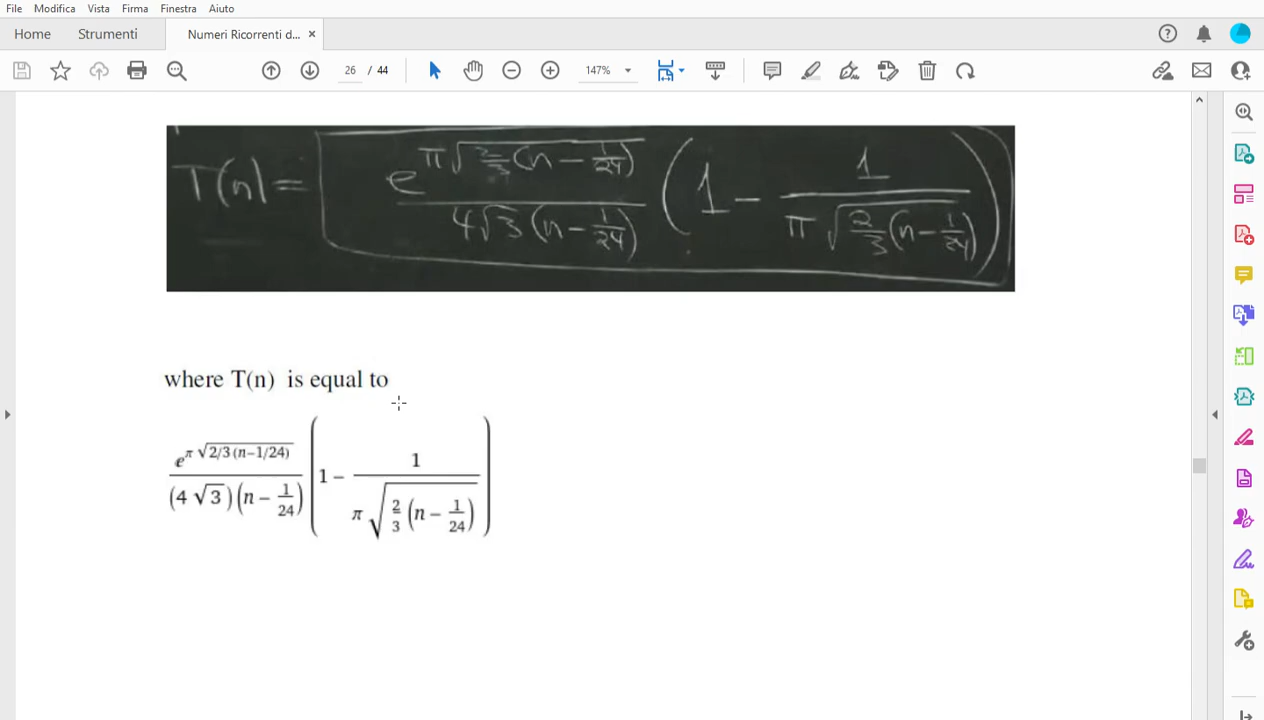 File Modifica Vista Firma Finestra Aiuto
Home Strumenti Numeri Ricorrenti d... ×
26 / 44 147%
T(n) = e^{π√(2/3(n − 1/24))} / 4√3 (n − 1/24) (1 − 1 / π√(2/3(n − 1/24)))
where T(n) is equal to
e^{π√(2/3(n−1/24))} / (4 √3)(n − 1/24) (1 − 1 / π√(2/3(n − 1/24)))